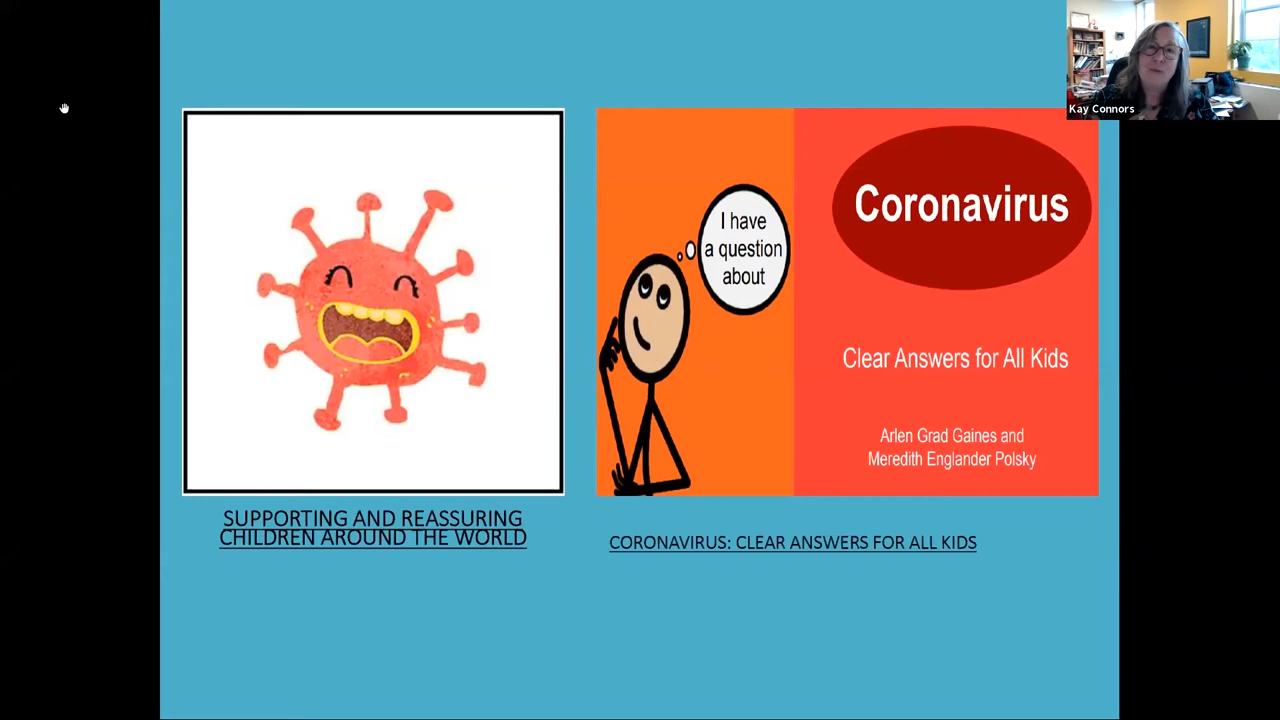 Kay Connors
I have
a question
about
Coronavirus
Clear Answers for All Kids
Arlen Grad Gaines and
Meredith Englander Polsky
SUPPORTING AND REASSURING
CHILDREN AROUND THE WORLD
CORONAVIRUS: CLEAR ANSWERS FOR ALL KIDS